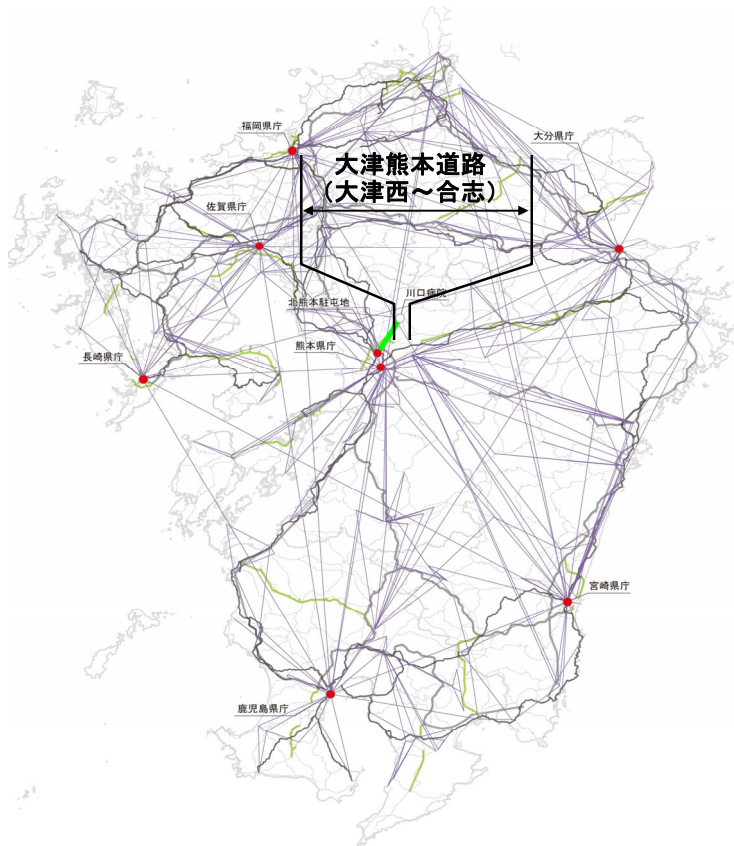 福岡県庁
大分県庁
大津熊本道路
（大津西～合志）
佐賀県庁
川口病院
北熊本駐屯地
熊本県庁
長崎県庁
宮崎県庁
鹿児島県庁